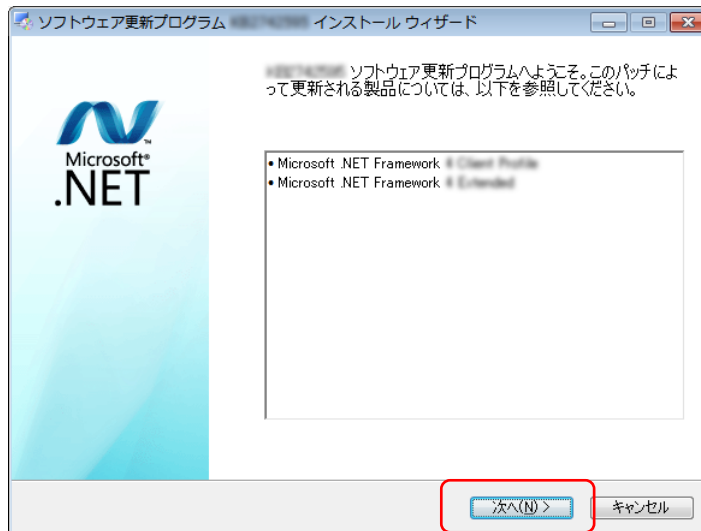 ソフトウェア更新プログラム インストール ウィザード
ソフトウェア更新プログラムへようこそ。このパッチによ
って更新される製品については、以下を参照してください。
Microsoft®
.NET
• Microsoft .NET Framework
• Microsoft .NET Framework
次へ(N) >
キャンセル